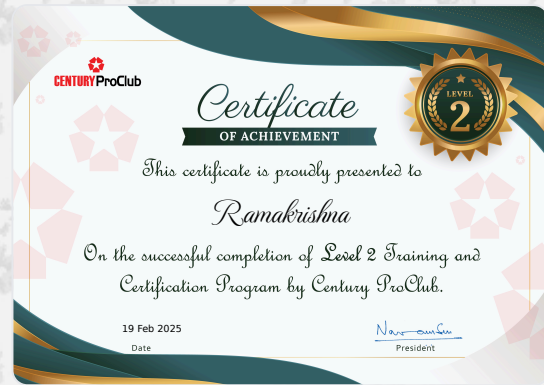 CENTURY ProClub
Certificate
OF ACHIEVEMENT
LEVEL
2
This certificate is proudly presented to
Ramakrishna
On the successful completion of Level 2 Training and
Certification Program by Century ProClub.
19 Feb 2025
Date
President